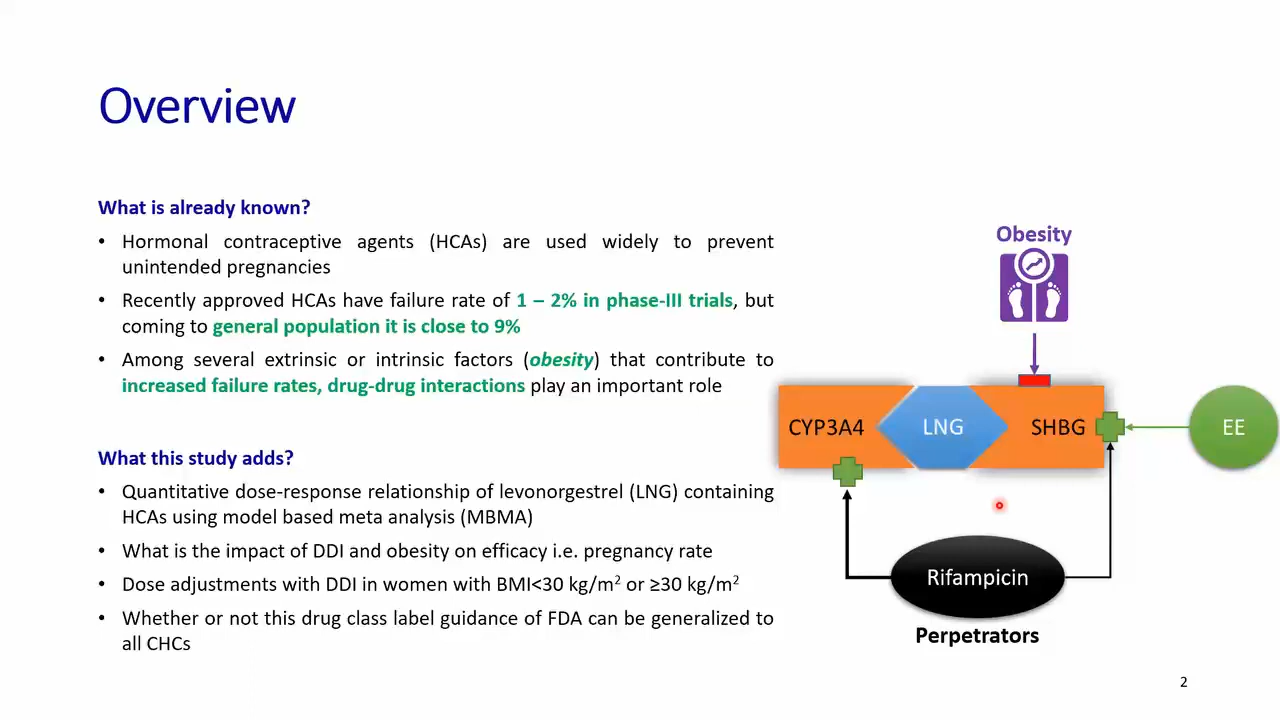 Overview
What is already known?
• Hormonal contraceptive agents (HCAs) are used widely to prevent
unintended pregnancies
• Recently approved HCAs have failure rate of 1 – 2% in phase-III trials, but
coming to general population it is close to 9%
• Among several extrinsic or intrinsic factors (obesity) that contribute to
increased failure rates, drug-drug interactions play an important role
What this study adds?
• Quantitative dose-response relationship of levonorgestrel (LNG) containing
HCAs using model based meta analysis (MBMA)
• What is the impact of DDI and obesity on efficacy i.e. pregnancy rate
• Dose adjustments with DDI in women with BMI<30 kg/m² or ≥30 kg/m²
• Whether or not this drug class label guidance of FDA can be generalized to
all CHCs
Obesity
CYP3A4
LNG
SHBG
EE
Rifampicin
Perpetrators
2